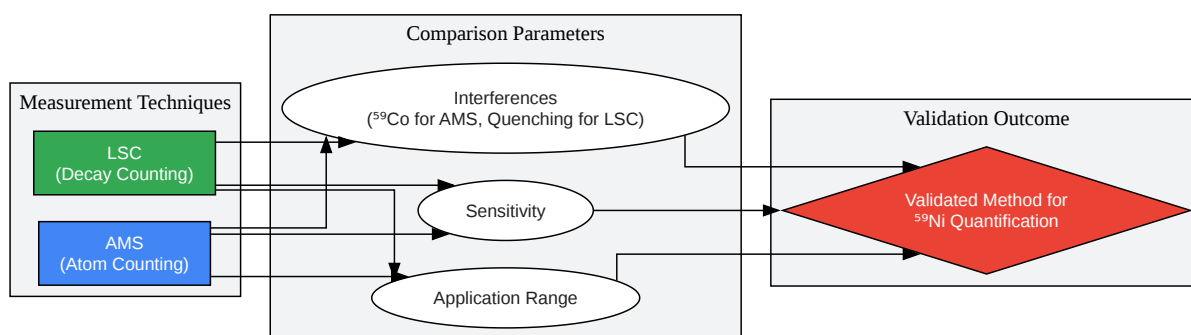 Measurement Techniques
LSC
(Decay Counting)
AMS
(Atom Counting)
Comparison Parameters
Interferences
(⁵⁹Co for AMS, Quenching for LSC)
Sensitivity
Application Range
Validation Outcome
Validated Method for
⁵⁹Ni Quantification